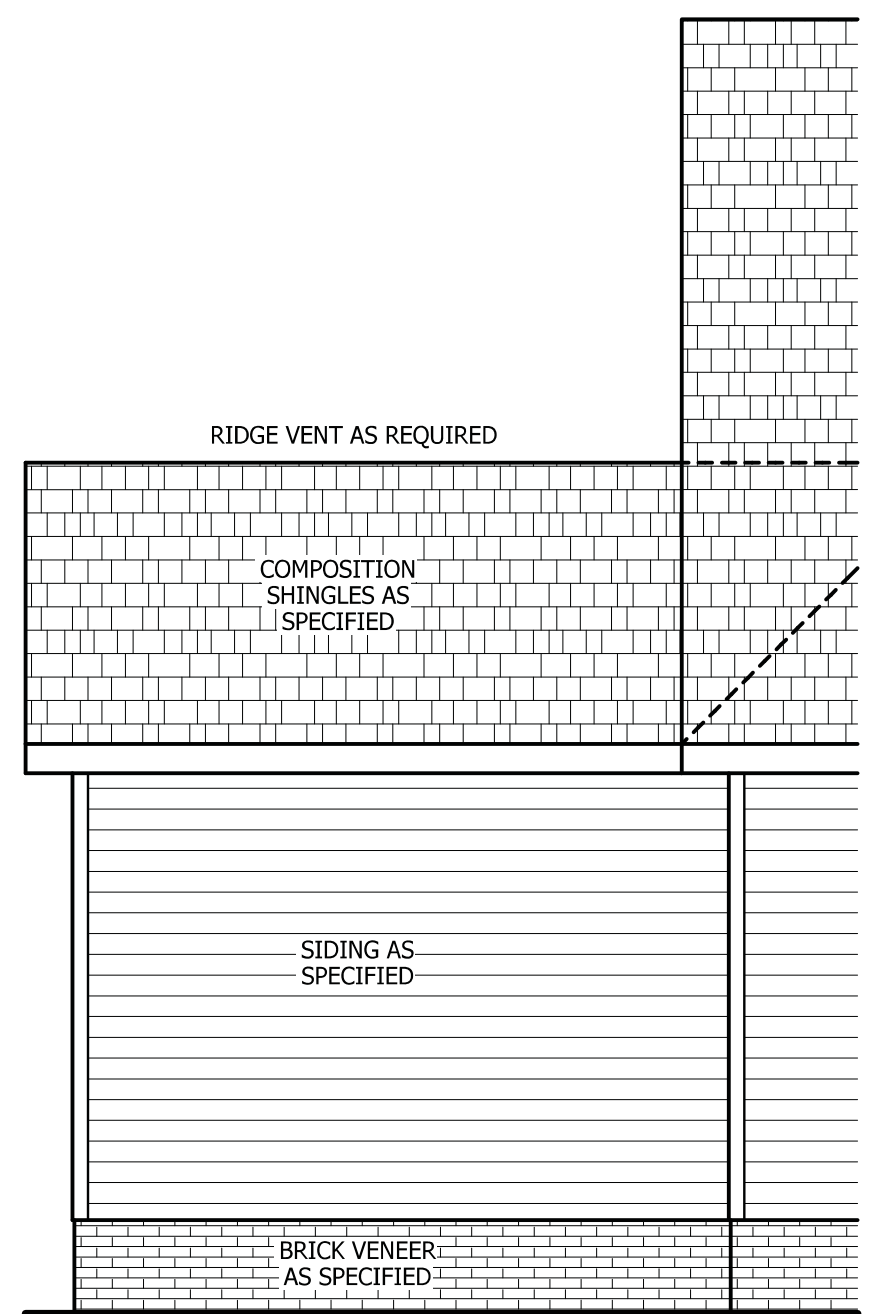 RIDGE VENT AS REQUIRED
COMPOSITION
SHINGLES AS
SPECIFIED
SIDING AS
SPECIFIED
BRICK VENEER
AS SPECIFIED